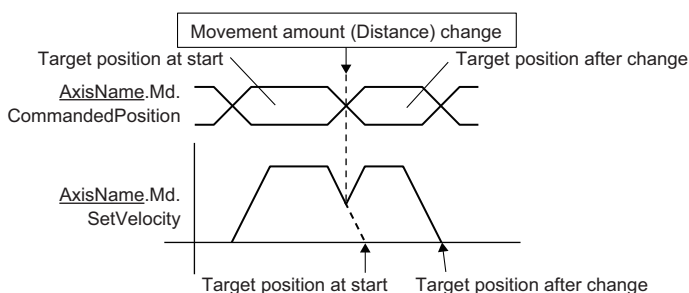 Movement amount (Distance) change
Target position at start
Target position after change
AxisName.Md.
CommandedPosition
AxisName.Md.
SetVelocity
Target position at start
Target position after change